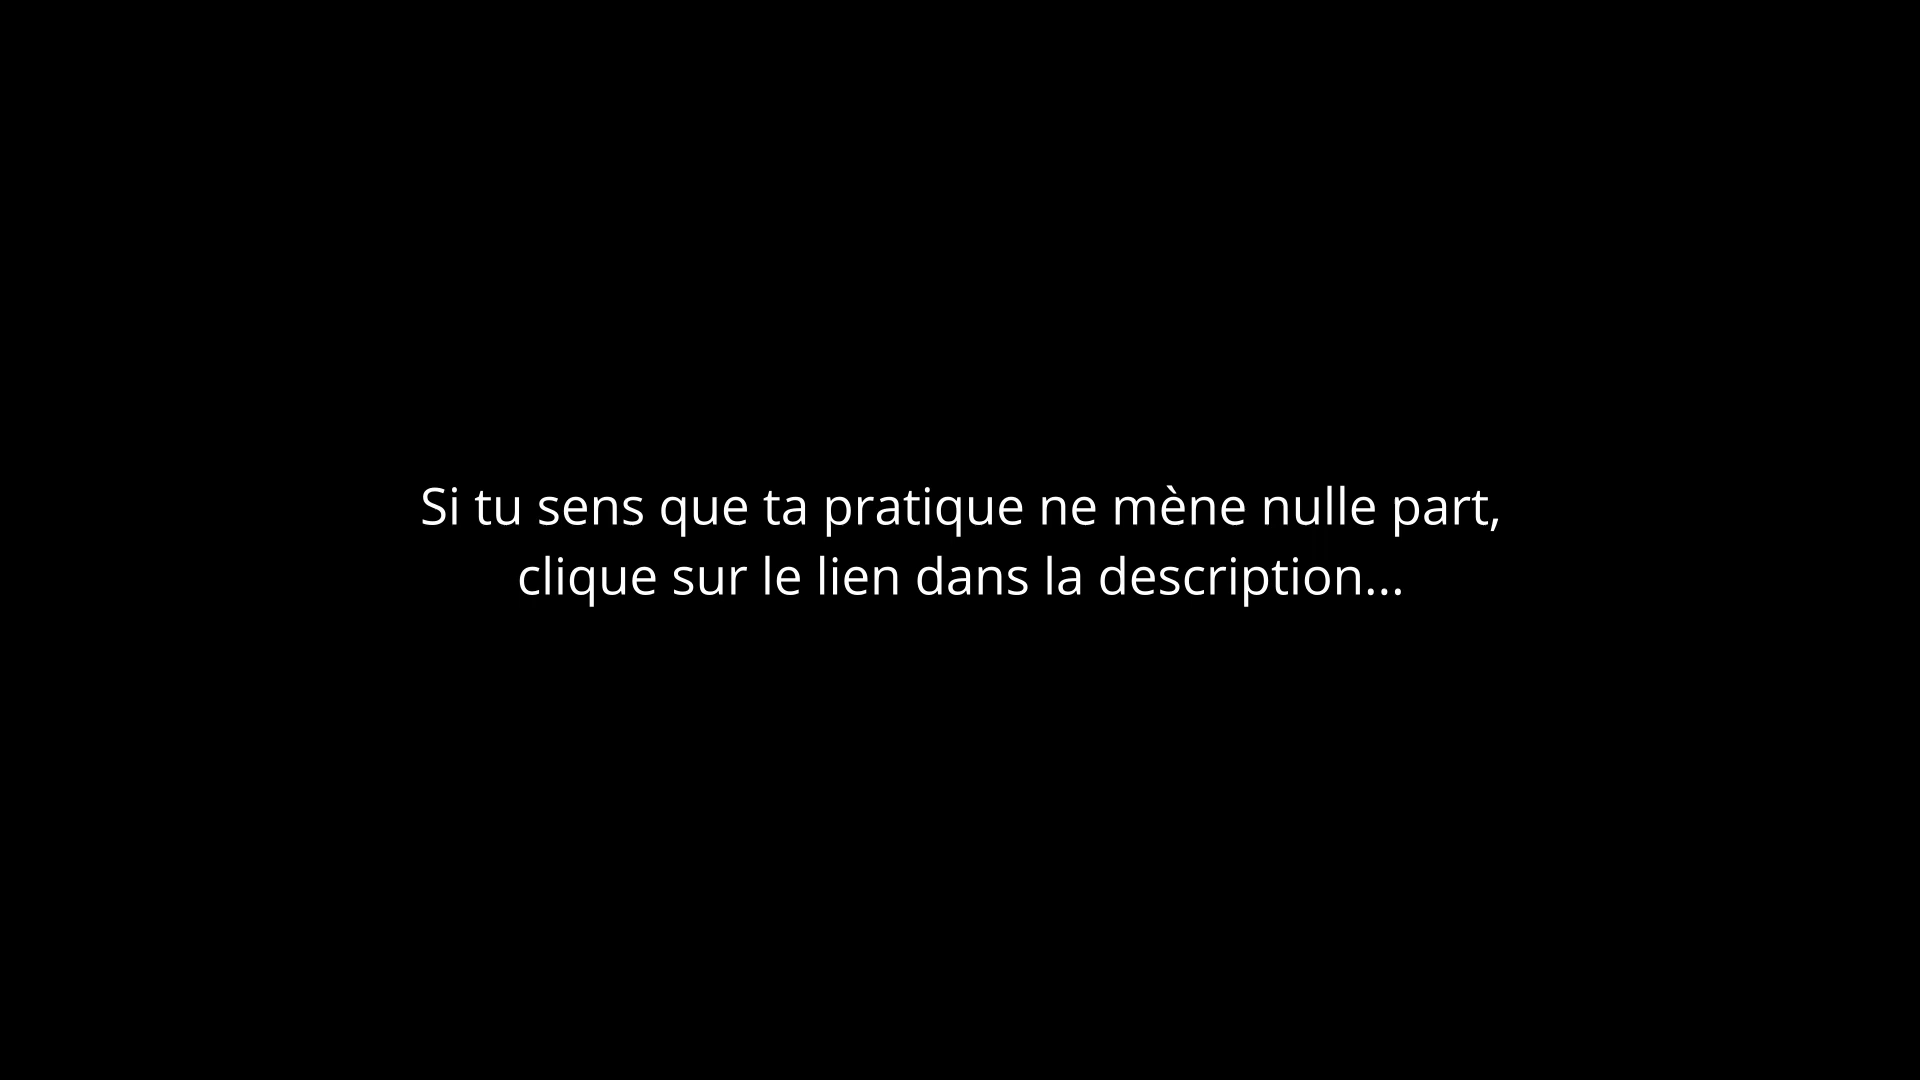 Si tu sens que ta pratique ne mène nulle part,
clique sur le lien dans la description...